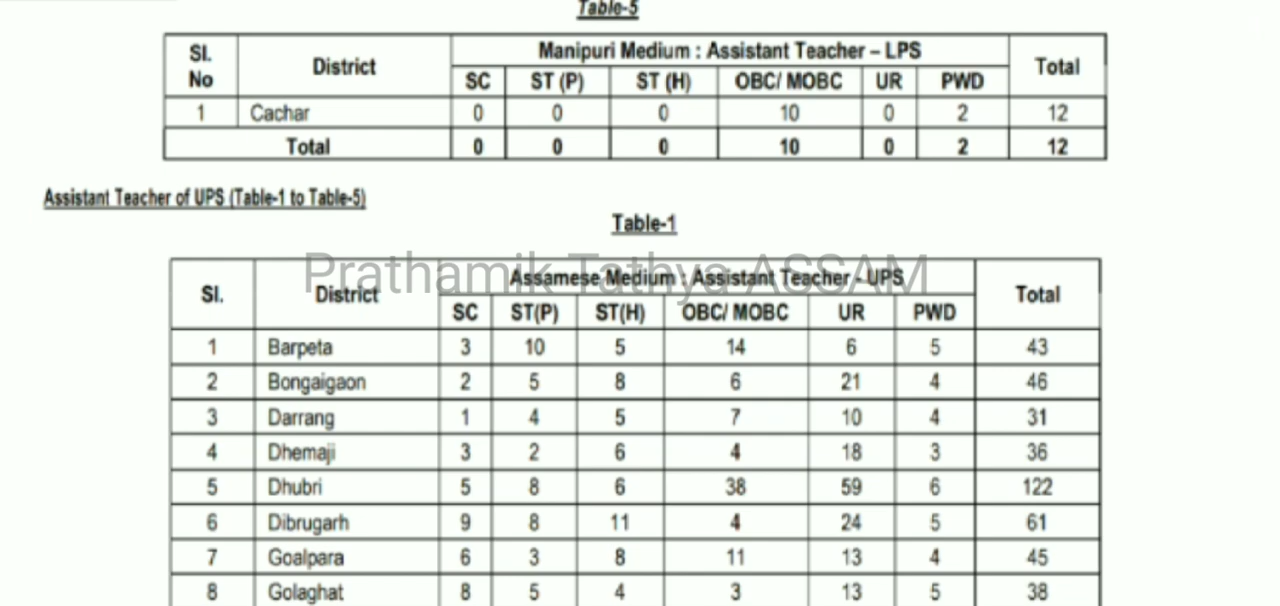 Table-5
Sl. No District Manipuri Medium : Assistant Teacher – LPS Total
SC ST (P) ST (H) OBC/ MOBC UR PWD
1 Cachar 0 0 0 10 0 2 12
Total 0 0 0 10 0 2 12
Assistant Teacher of UPS (Table-1 to Table-5)
Table-1
Prathamik Tathya ASSAM
Sl. District Assamese Medium : Assistant Teacher - UPS Total
SC ST(P) ST(H) OBC/ MOBC UR PWD
1 Barpeta 3 10 5 14 6 5 43
2 Bongaigaon 2 5 8 6 21 4 46
3 Darrang 1 4 5 7 10 4 31
4 Dhemaji 3 2 6 4 18 3 36
5 Dhubri 5 8 6 38 59 6 122
6 Dibrugarh 9 8 11 4 24 5 61
7 Goalpara 6 3 8 11 13 4 45
8 Golaghat 8 5 4 3 13 5 38